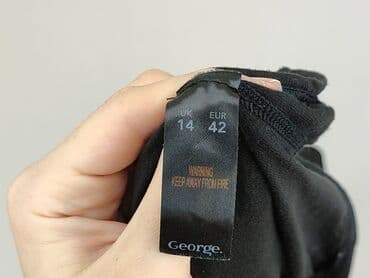 UK EUR
14 42
WARNING
KEEP AWAY FROM FIRE
George.